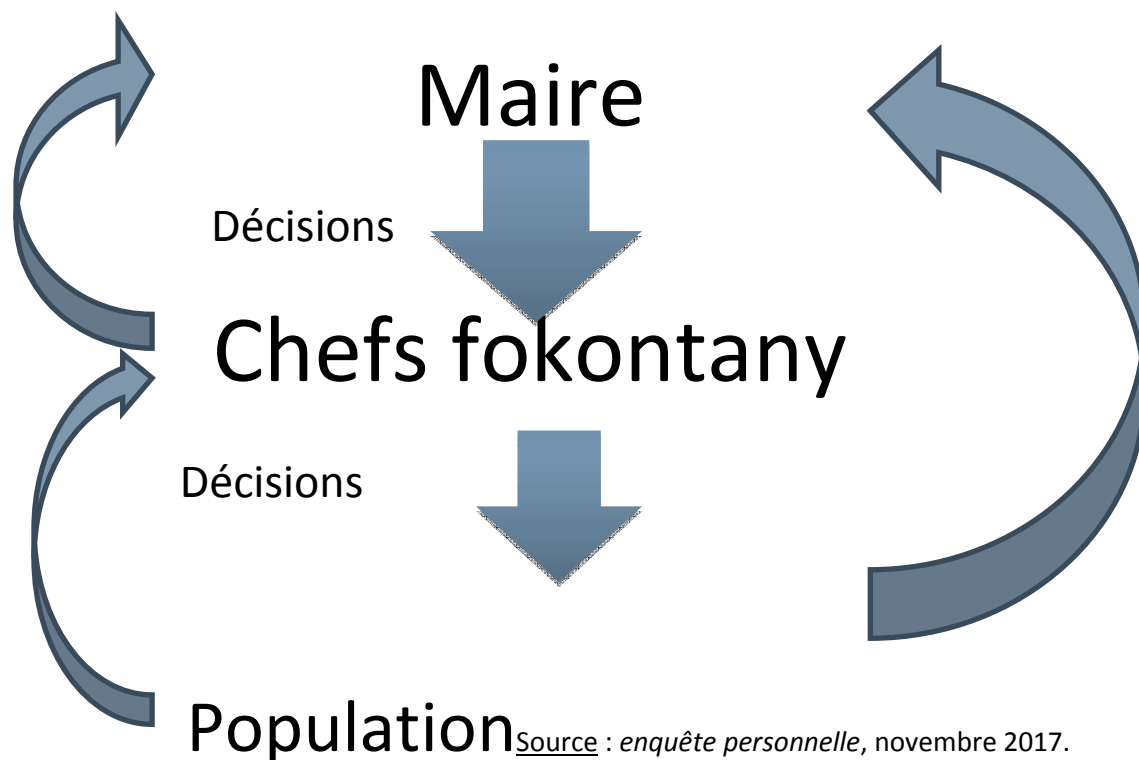 Maire
Décisions
Chefs fokontany
Décisions
Population Source : enquête personnelle, novembre 2017.